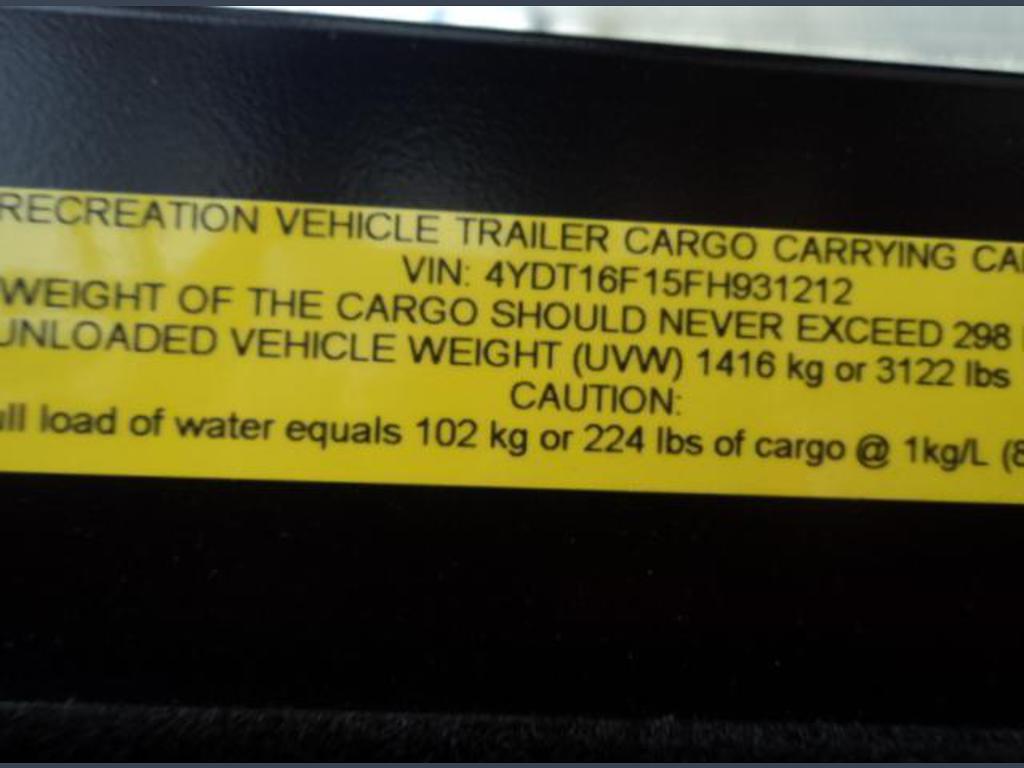 RECREATION VEHICLE TRAILER CARGO CARRYING
VIN: 4YDT16F15FH931212
WEIGHT OF THE CARGO SHOULD NEVER EXCEED 298
UNLOADED VEHICLE WEIGHT (UVW) 1416 kg or 3122 lbs
CAUTION:
load of water equals 102 kg or 224 lbs of cargo @ 1kg/L (8